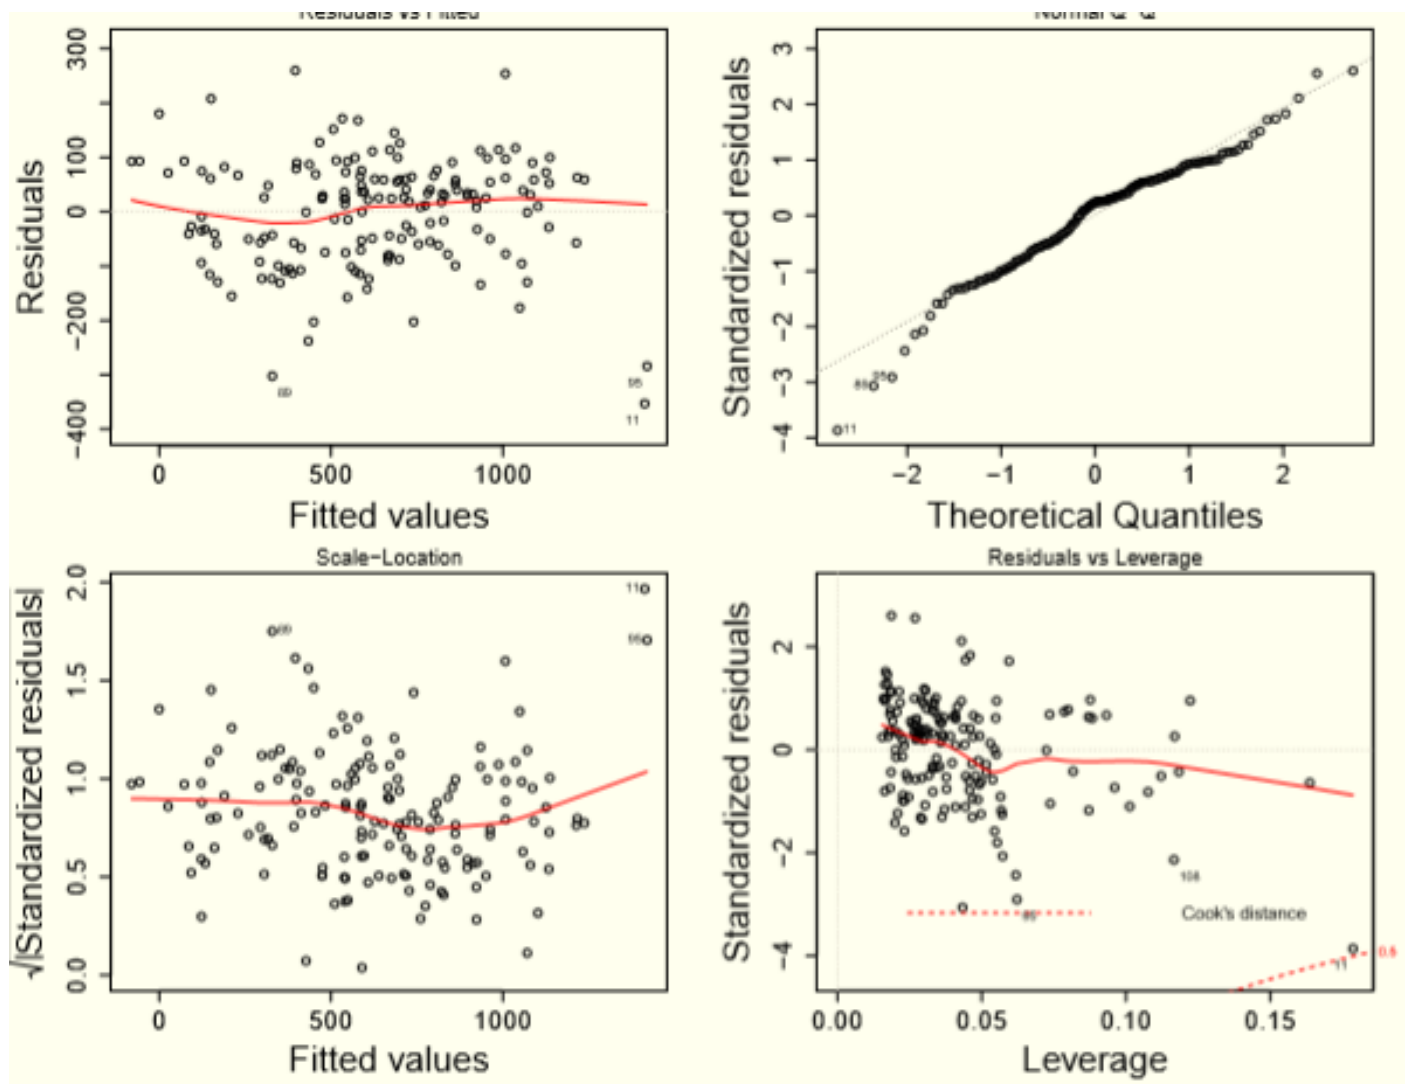 Residuals vs Fitted
Residuals
300
100
0
−200
−400
89
95
11
0 500 1000
Fitted values
Normal Q−Q
Standardized residuals
3
2
1
0
−1
−2
−3
−4
89
95
11
−2 −1 0 1 2
Theoretical Quantiles
Scale−Location
√|Standardized residuals|
2.0
1.5
1.0
0.5
0.0
11
89
95
0 500 1000
Fitted values
Residuals vs Leverage
Standardized residuals
2
0
−2
−4
108
95
Cook's distance
11
0.5
0.00 0.05 0.10 0.15
Leverage